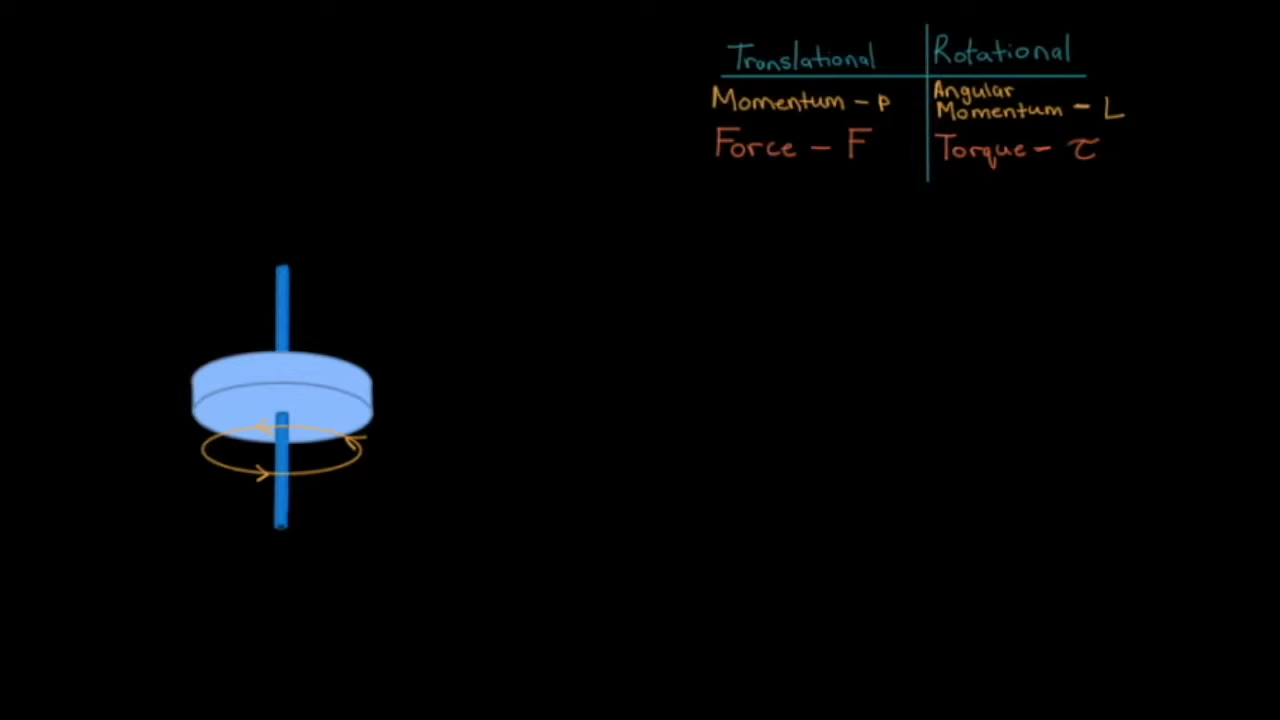 Translational Rotational
Momentum - p Angular Momentum - L
Force - F Torque - τ